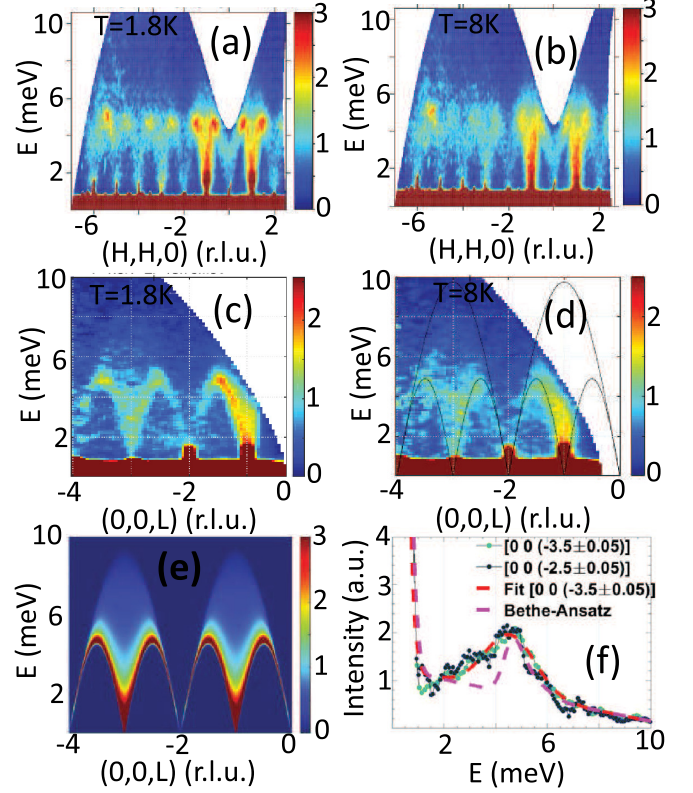 T=1.8K (a)
E (meV)
10
6
2
-6 -2 2
(H,H,0) (r.l.u.)
3
2
1
0
T=8K (b)
E (meV)
10
6
2
-6 -2 2
(H,H,0) (r.l.u.)
3
2
1
0
T=1.8K (c)
E (meV)
10
6
2
-4 -2 0
(0,0,L) (r.l.u.)
2
1
0
T=8K (d)
E (meV)
10
6
2
-4 -2 0
(0,0,L) (r.l.u.)
2
1
0
(e)
E (meV)
10
6
2
-4 -2 0
(0,0,L) (r.l.u.)
3
2
1
0
[0 0 (-3.5±0.05)]
[0 0 (-2.5±0.05)]
Fit [0 0 (-3.5±0.05)]
Bethe-Ansatz
(f)
Intensity (a.u.)
4
3
2
1
2 6 10
E (meV)